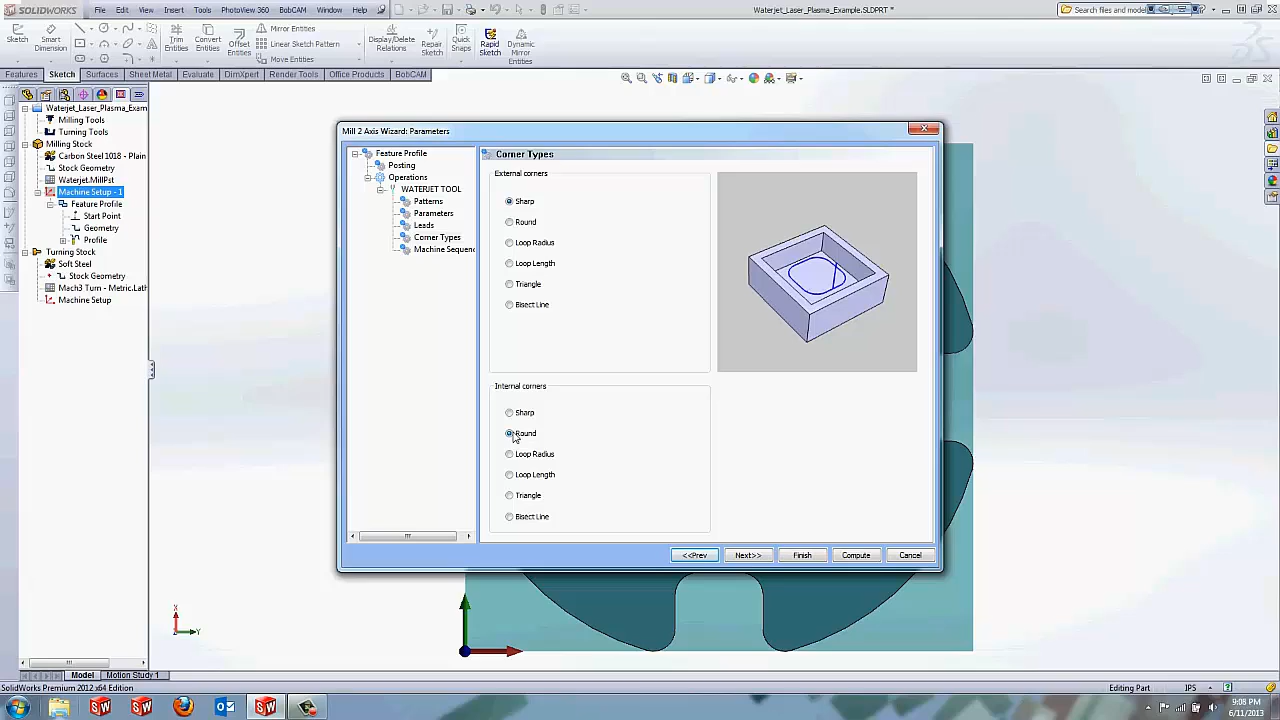 SOLIDWORKS File Edit View Insert Tools PhotoView 360 BobCAM Window Help Waterjet_Laser_Plasma_Example.SLDPRT Search files and model
Sketch Smart Dimension Trim Entities Convert Entities Offset Entities Mirror Entities Linear Sketch Pattern Move Entities Display/Delete Relations Repair Sketch Quick Snaps Rapid Sketch Dynamic Mirror Entities
Features Sketch Surfaces Sheet Metal Evaluate DimXpert Render Tools Office Products BobCAM
Waterjet_Laser_Plasma_Exam
Milling Tools
Turning Tools
Milling Stock
Carbon Steel 1018 - Plain
Stock Geometry
Waterjet.MillPst
Machine Setup - 1
Feature Profile
Start Point
Geometry
Profile
Turning Stock
Soft Steel
Stock Geometry
Mach3 Turn - Metric.Lath
Machine Setup
Mill 2 Axis Wizard: Parameters
Feature Profile
Posting
Operations
WATERJET TOOL
Patterns
Parameters
Leads
Corner Types
Machine Sequenc
Corner Types
External corners
Sharp
Round
Loop Radius
Loop Length
Triangle
Bisect Line
Internal corners
Sharp
Round
Loop Radius
Loop Length
Triangle
Bisect Line
<<Prev Next>> Finish Compute Cancel
X
Y
Model Motion Study 1
SolidWorks Premium 2012 x64 Edition Editing Part IPS
9:08 PM
6/11/2013